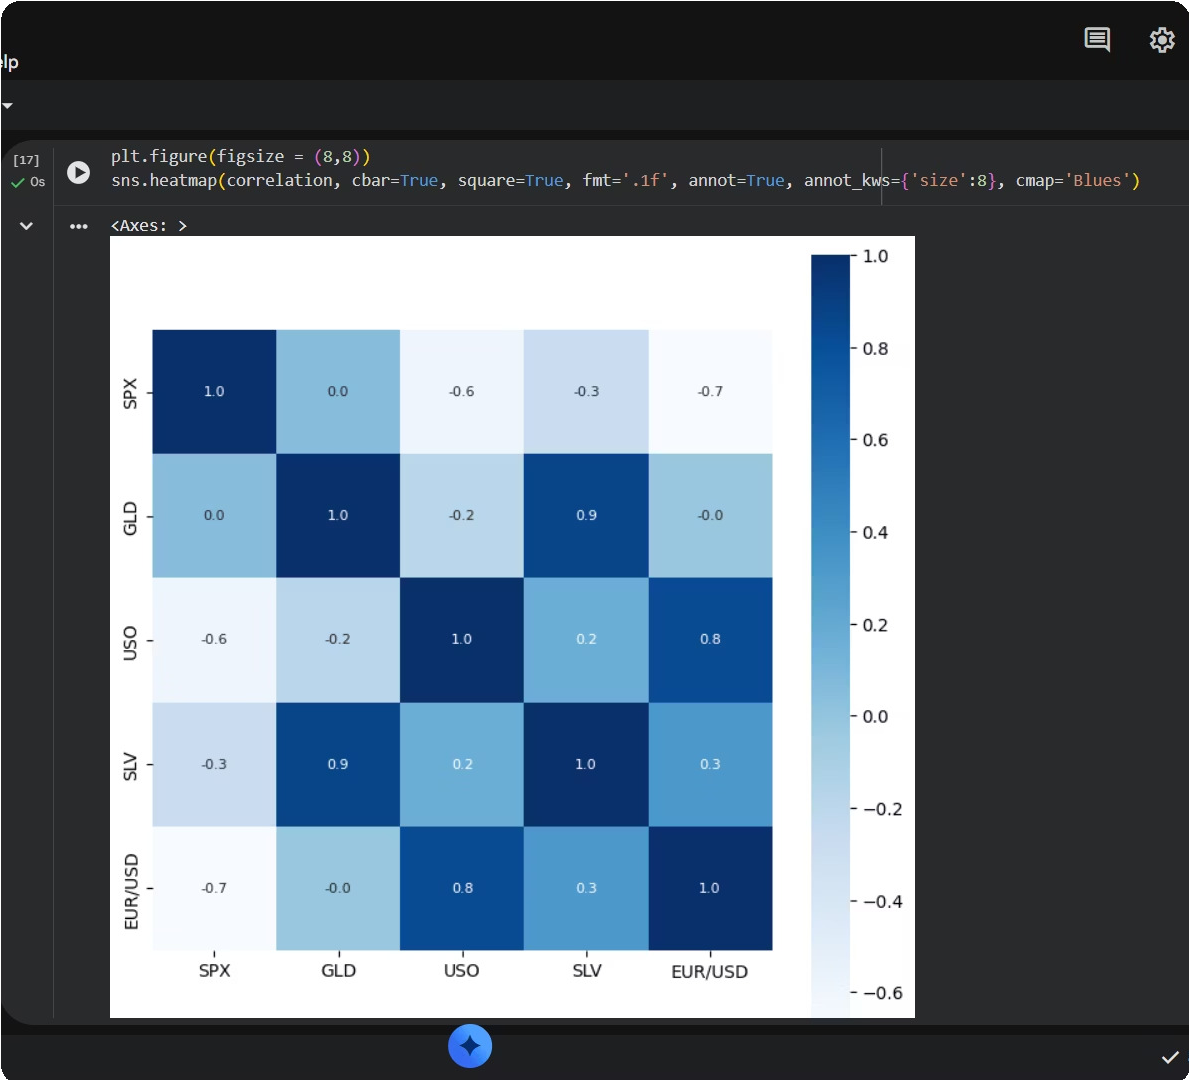 elp
[17]
0s
plt.figure(figsize = (8,8))
sns.heatmap(correlation, cbar=True, square=True, fmt='.1f', annot=True, annot_kws={'size':8}, cmap='Blues')
<Axes: >
1.0
0.8
0.6
0.4
0.2
0.0
−0.2
−0.4
−0.6
SPX 1.0 0.0 -0.6 -0.3 -0.7
GLD 0.0 1.0 -0.2 0.9 -0.0
USO -0.6 -0.2 1.0 0.2 0.8
SLV -0.3 0.9 0.2 1.0 0.3
EUR/USD -0.7 -0.0 0.8 0.3 1.0
SPX GLD USO SLV EUR/USD